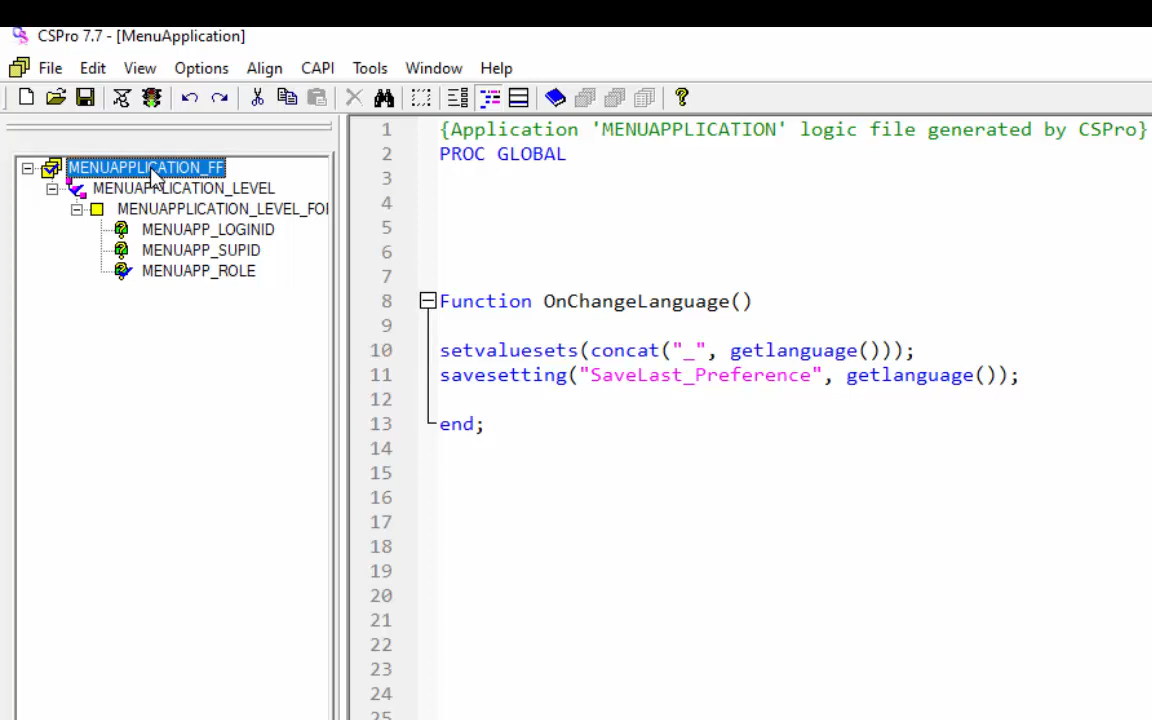 CSPro 7.7 - [MenuApplication]
File Edit View Options Align CAPI Tools Window Help
MENUAPPLICATION_FF
MENUAPPLICATION_LEVEL
MENUAPPLICATION_LEVEL_FO
MENUAPP_LOGINID
MENUAPP_SUPID
MENUAPP_ROLE
1 {Application 'MENUAPPLICATION' logic file generated by CSPro}
2 PROC GLOBAL
3
4
5
6
7
8 Function OnChangeLanguage()
9
10 setvaluesets(concat("_", getlanguage()));
11 savesetting("SaveLast_Preference", getlanguage());
12
13 end;
14
15
16
17
18
19
20
21
22
23
24
25